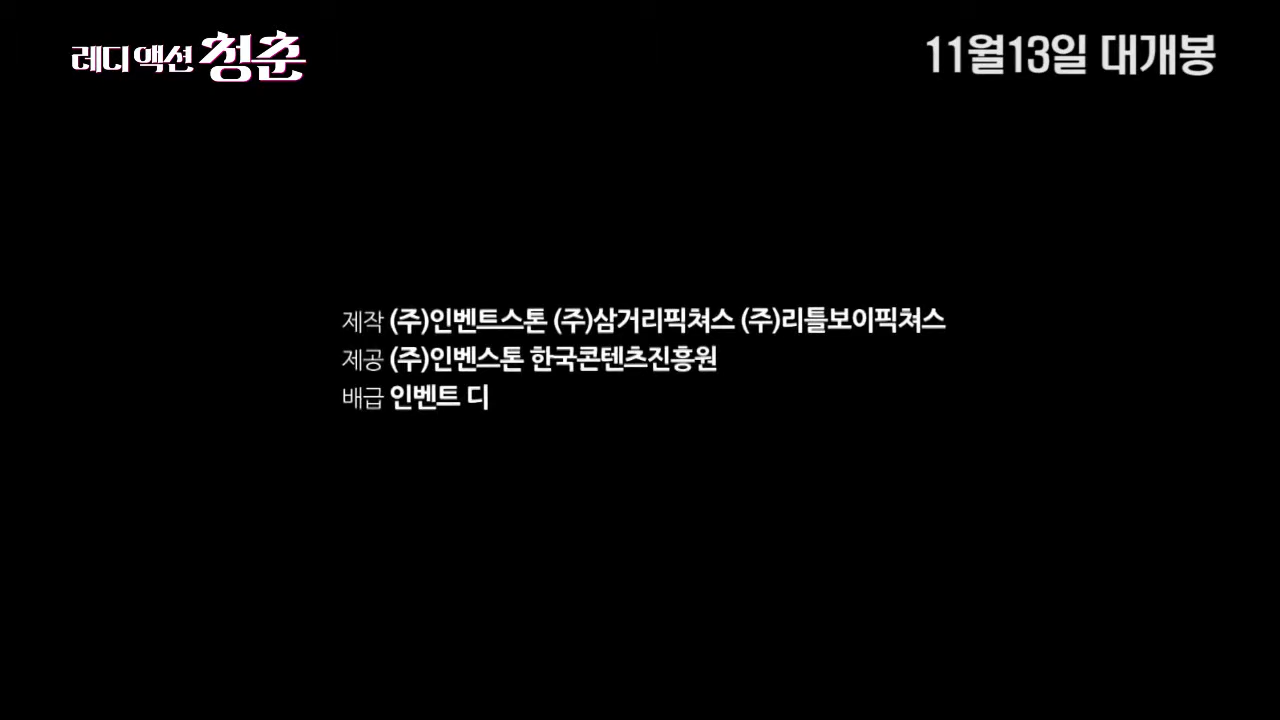 레디 액션 청춘
11월13일 대개봉
제작 (주)인벤트스톤 (주)삼거리픽쳐스 (주)리틀보이픽쳐스
제공 (주)인벤스톤 한국콘텐츠진흥원
배급 인벤트 디